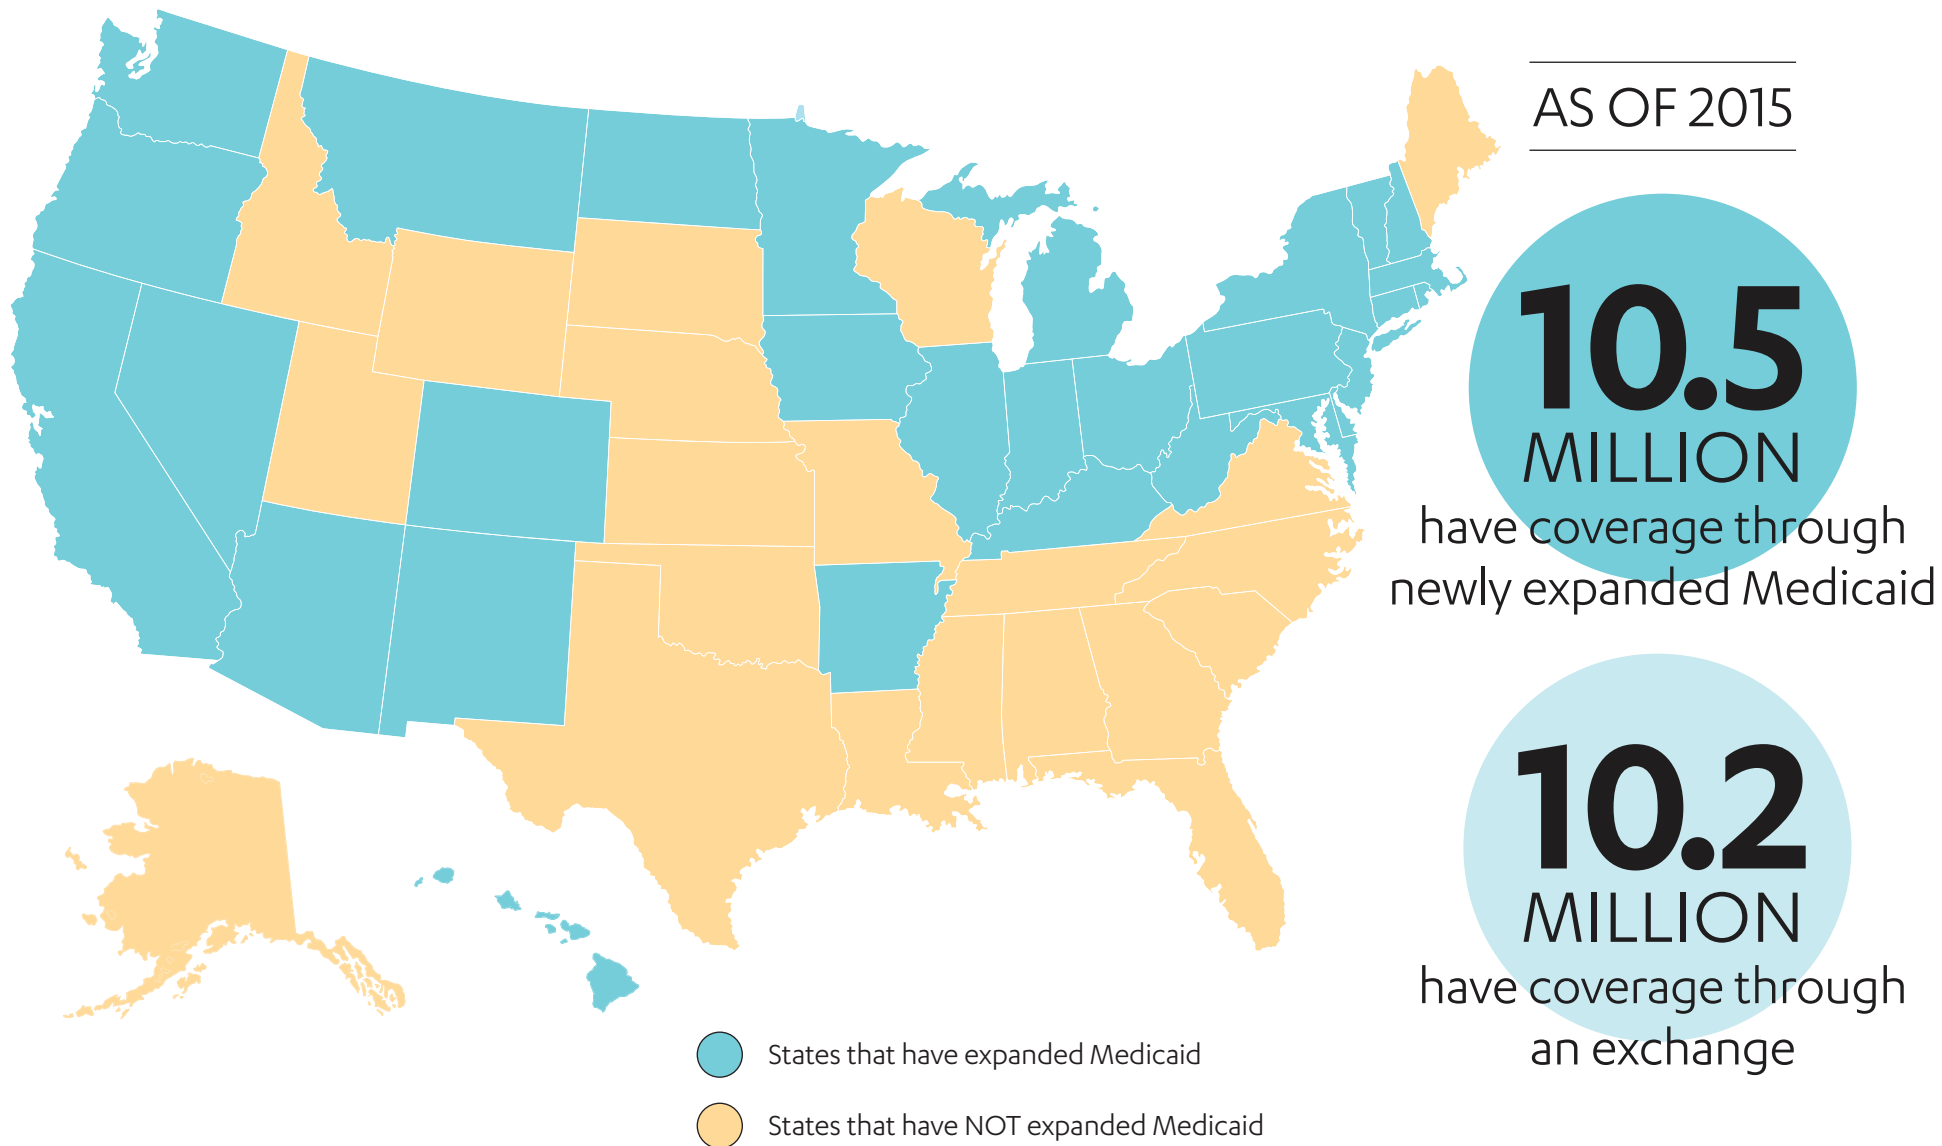 AS OF 2015
10.5
MILLION
have coverage through
newly expanded Medicaid
10.2
MILLION
have coverage through
an exchange
States that have expanded Medicaid
States that have NOT expanded Medicaid